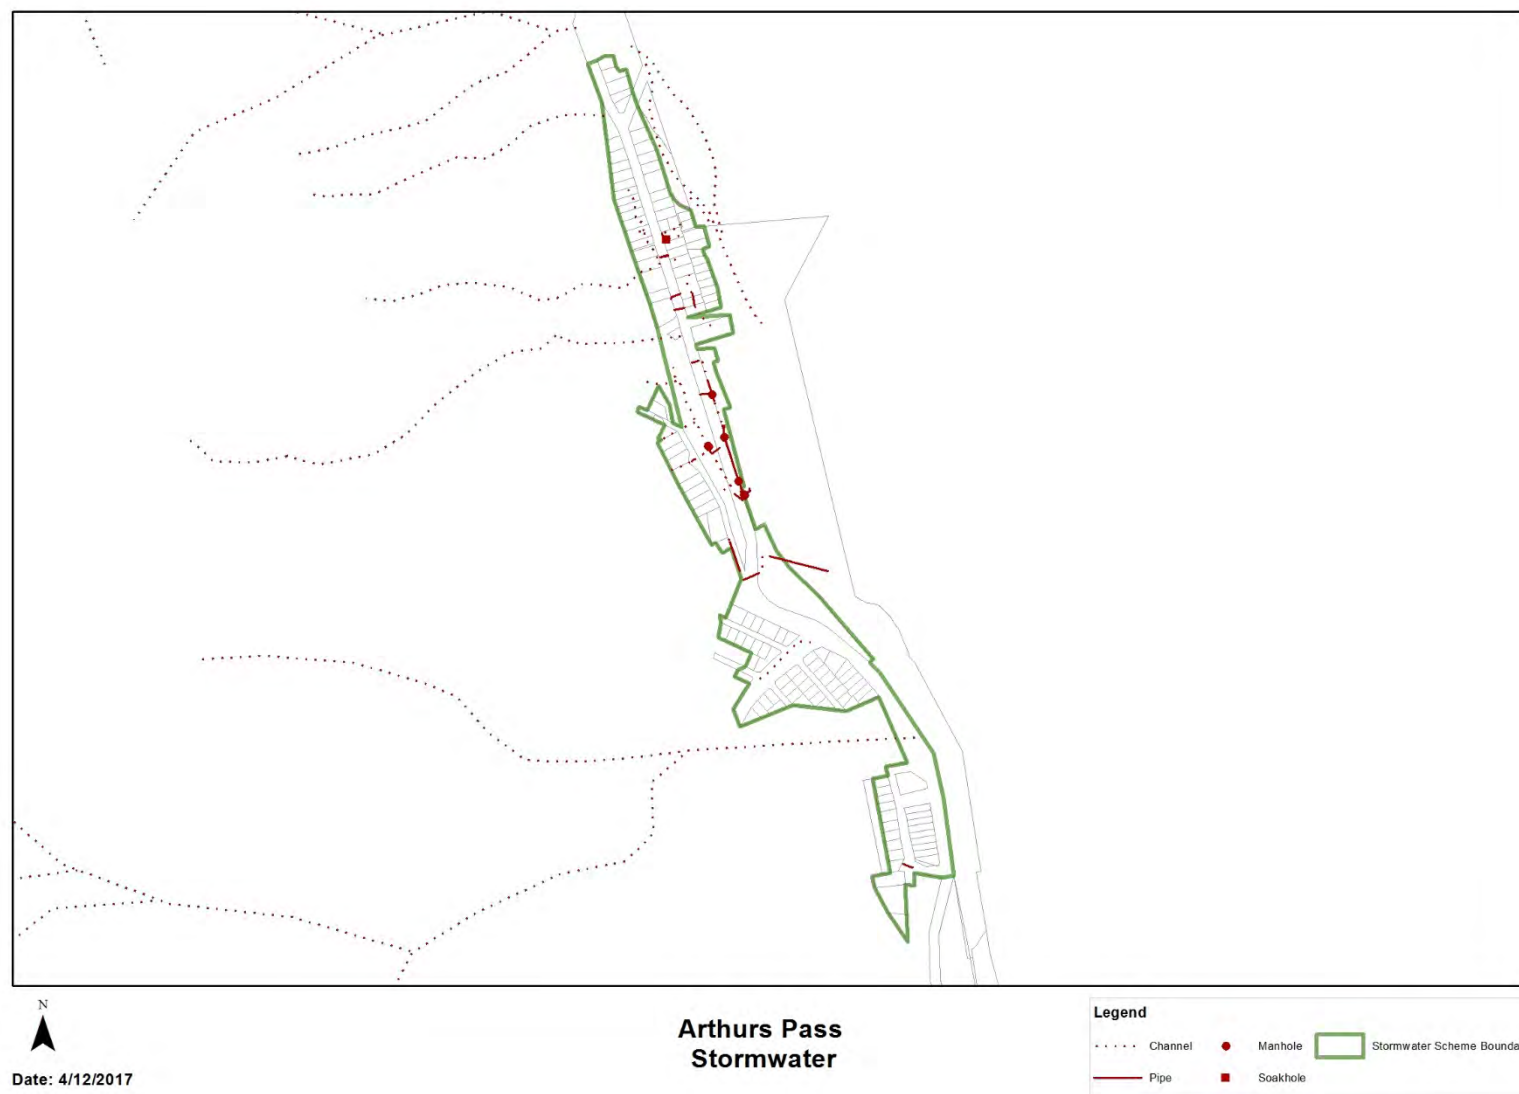 N
Date: 4/12/2017
Arthurs Pass
Stormwater
Legend
Channel
Manhole
Stormwater Scheme Bounda
Pipe
Soakhole